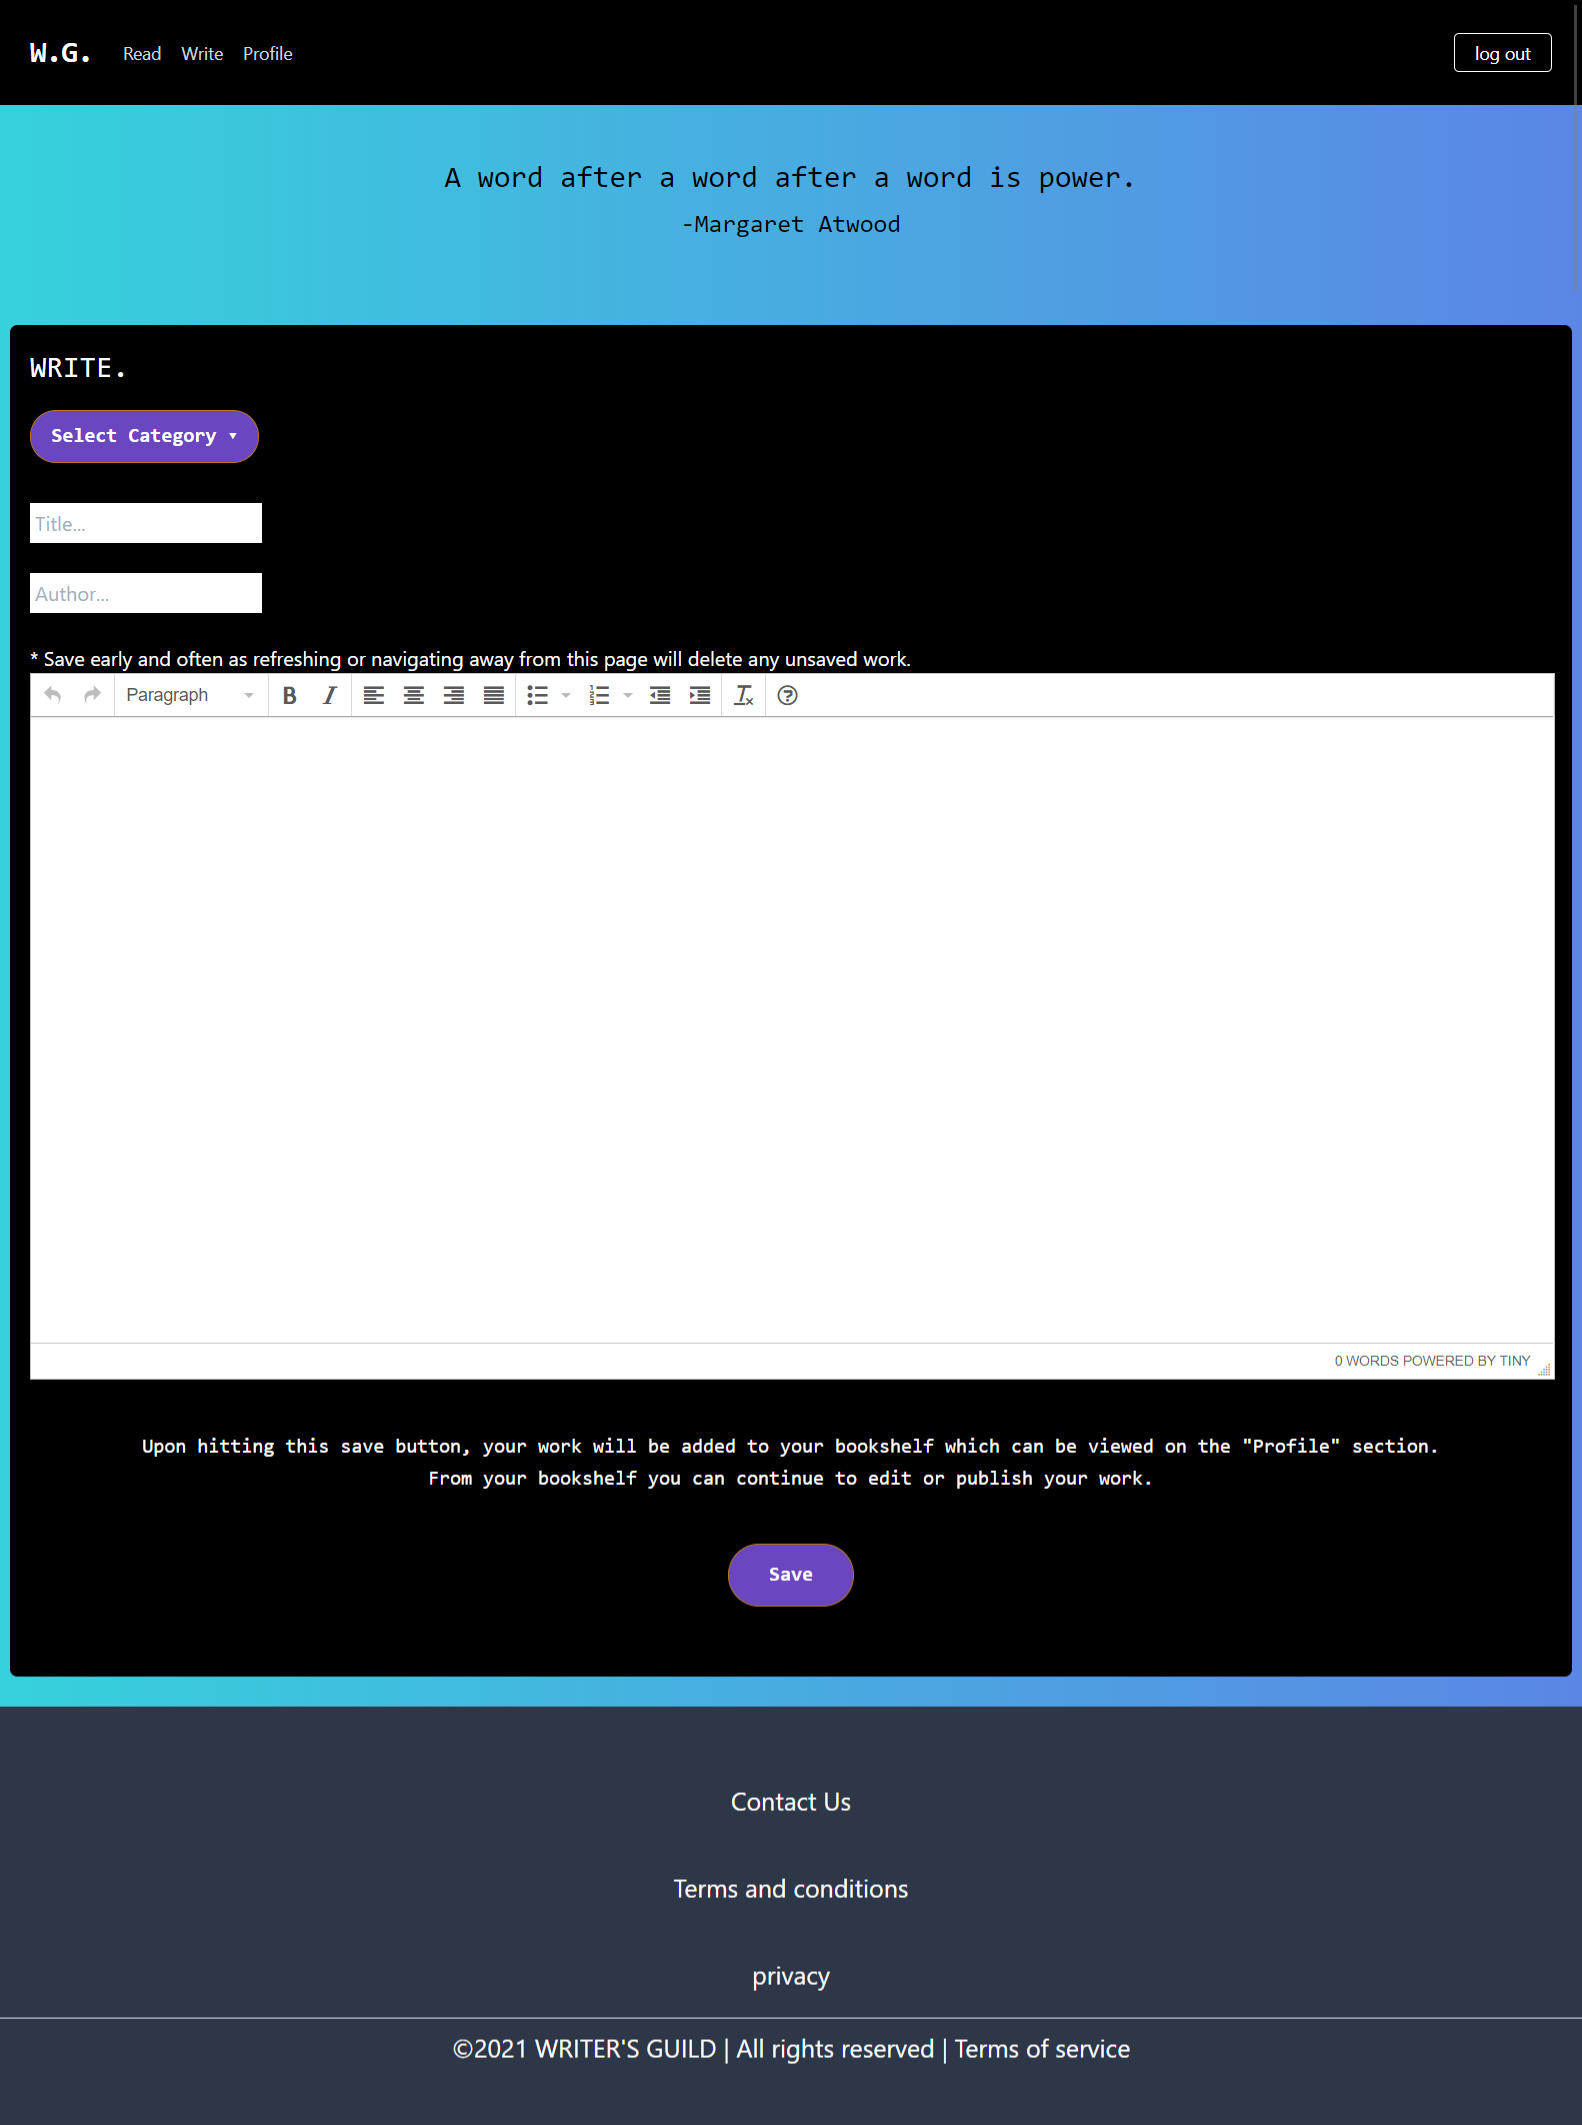 W.G. Read Write Profile log out
A word after a word after a word is power.
-Margaret Atwood
WRITE.
Select Category ▾
Title...
Author...
* Save early and often as refreshing or navigating away from this page will delete any unsaved work.
Paragraph
0 WORDS POWERED BY TINY
Upon hitting this save button, your work will be added to your bookshelf which can be viewed on the "Profile" section.
From your bookshelf you can continue to edit or publish your work.
Save
Contact Us
Terms and conditions
privacy
©2021 WRITER'S GUILD | All rights reserved | Terms of service